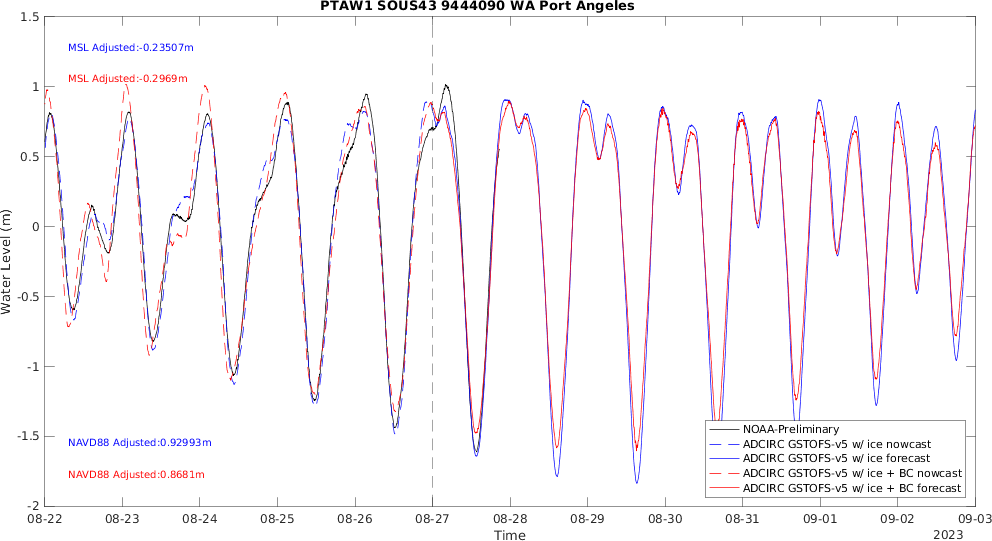 PTAW1 SOUS43 9444090 WA Port Angeles
1.5
1
0.5
0
-0.5
-1
-1.5
-2
Water Level (m)
MSL Adjusted:-0.23507m
MSL Adjusted:-0.2969m
NAVD88 Adjusted:0.92993m
NAVD88 Adjusted:0.8681m
NOAA-Preliminary
ADCIRC GSTOFS-v5 w/ ice nowcast
ADCIRC GSTOFS-v5 w/ ice forecast
ADCIRC GSTOFS-v5 w/ ice + BC nowcast
ADCIRC GSTOFS-v5 w/ ice + BC forecast
08-22 08-23 08-24 08-25 08-26 08-27 08-28 08-29 08-30 08-31 09-01 09-02 09-03
Time
2023